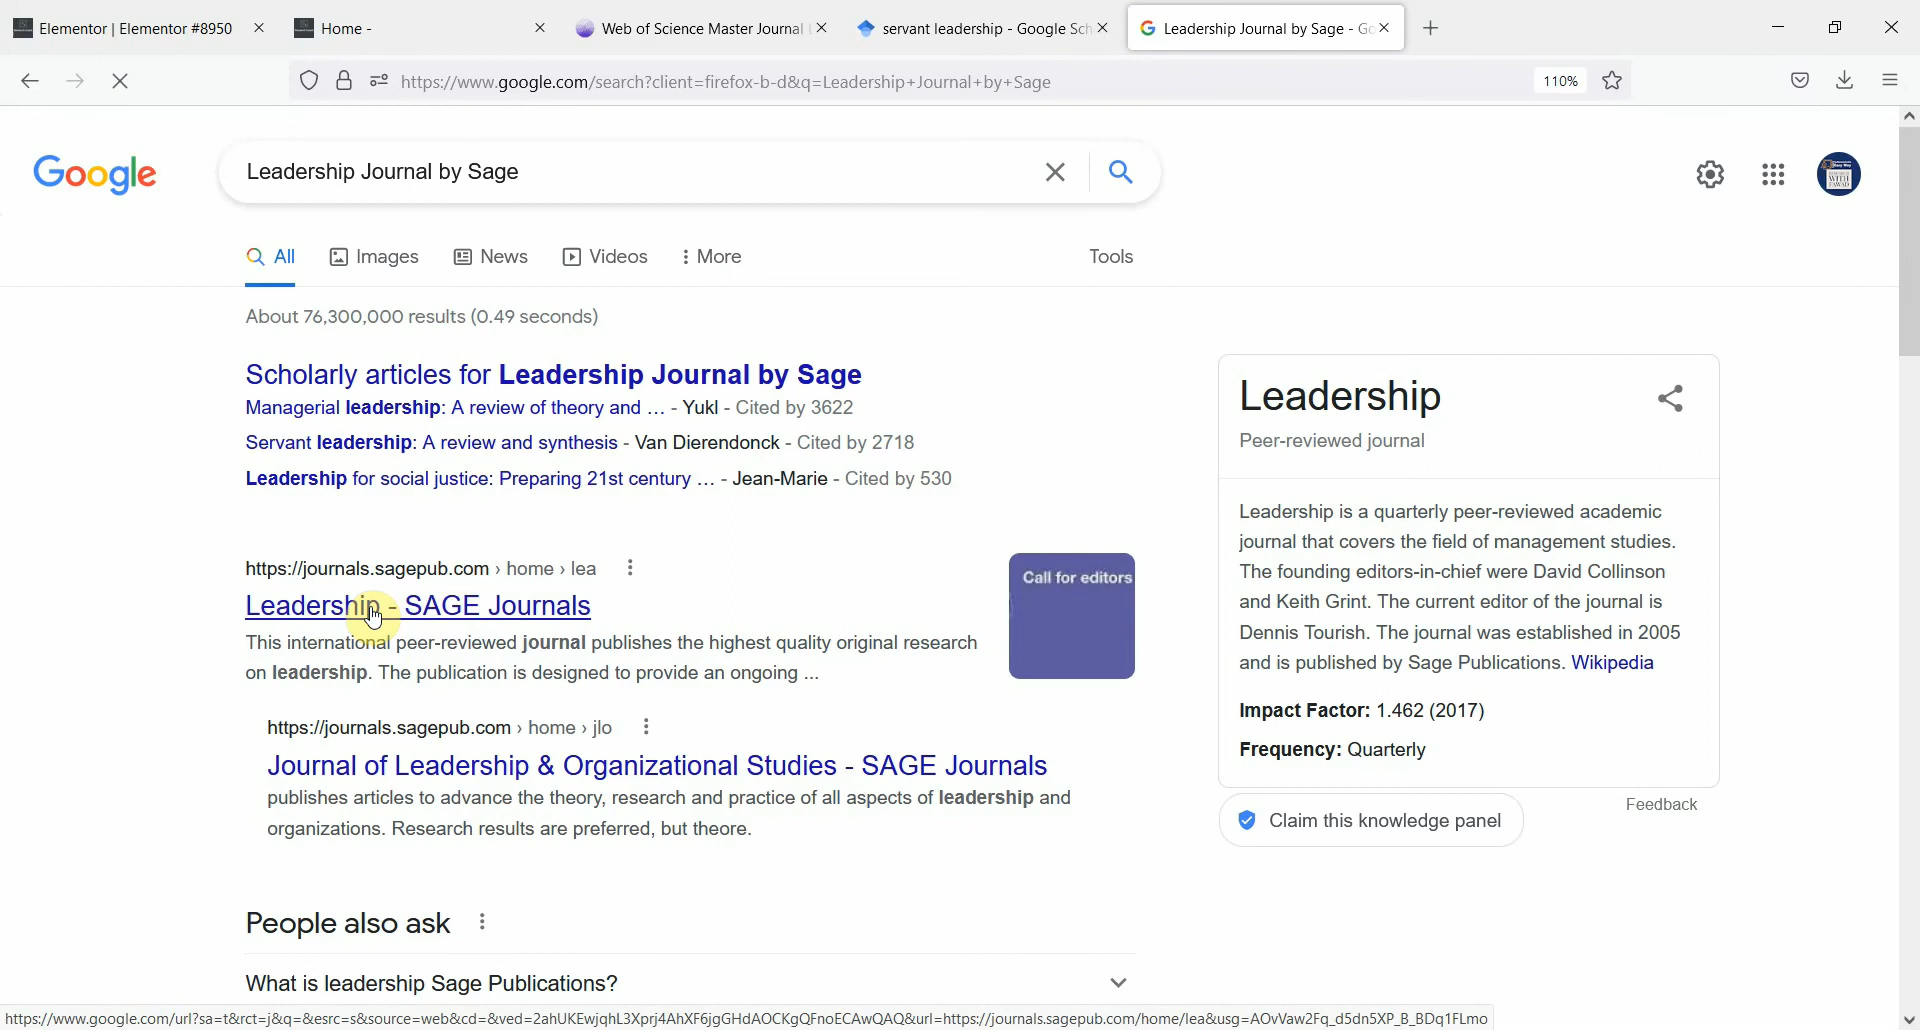 Elementor | Elementor #8950
Home -
Web of Science Master Journal
servant leadership - Google Sch
Leadership Journal by Sage - Go
https://www.google.com/search?client=firefox-b-d&q=Leadership+Journal+by+Sage
110%
Google
Leadership Journal by Sage
All
Images
News
Videos
More
Tools
About 76,300,000 results (0.49 seconds)
Scholarly articles for Leadership Journal by Sage
Managerial leadership: A review of theory and … - Yukl - Cited by 3622
Servant leadership: A review and synthesis - Van Dierendonck - Cited by 2718
Leadership for social justice: Preparing 21st century … - Jean-Marie - Cited by 530
https://journals.sagepub.com › home › lea
Leadership - SAGE Journals
This international peer-reviewed journal publishes the highest quality original research
on leadership. The publication is designed to provide an ongoing ...
Call for editors
https://journals.sagepub.com › home › jlo
Journal of Leadership & Organizational Studies - SAGE Journals
publishes articles to advance the theory, research and practice of all aspects of leadership and
organizations. Research results are preferred, but theore.
People also ask
What is leadership Sage Publications?
Leadership
Peer-reviewed journal
Leadership is a quarterly peer-reviewed academic
journal that covers the field of management studies.
The founding editors-in-chief were David Collinson
and Keith Grint. The current editor of the journal is
Dennis Tourish. The journal was established in 2005
and is published by Sage Publications. Wikipedia
Impact Factor: 1.462 (2017)
Frequency: Quarterly
Feedback
Claim this knowledge panel
https://www.google.com/url?sa=t&rct=j&q=&esrc=s&source=web&cd=&ved=2ahUKEwjqhL3Xprj4AhXF6jgGHdAOCKgQFnoECAwQAQ&url=https://journals.sagepub.com/home/lea&usg=AOvVaw2Fq_d5dn5XP_B_BDq1FLmo